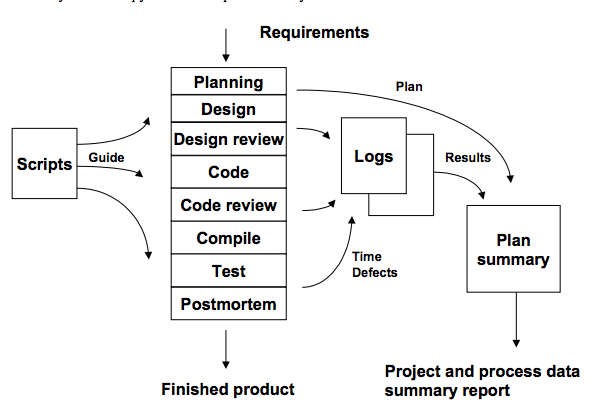 Requirements
Planning
Design
Design review
Code
Code review
Compile
Test
Postmortem
Scripts
Guide
Plan
Logs
Results
Time
Defects
Plan
summary
Finished product
Project and process data
summary report